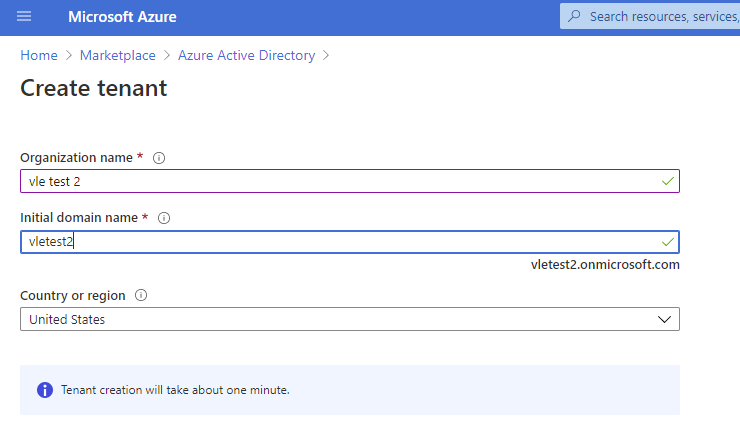 Microsoft Azure
Search resources, services,
Home > Marketplace > Azure Active Directory >
Create tenant
Organization name *
vle test 2
Initial domain name *
vletest2
vletest2.onmicrosoft.com
Country or region
United States
Tenant creation will take about one minute.